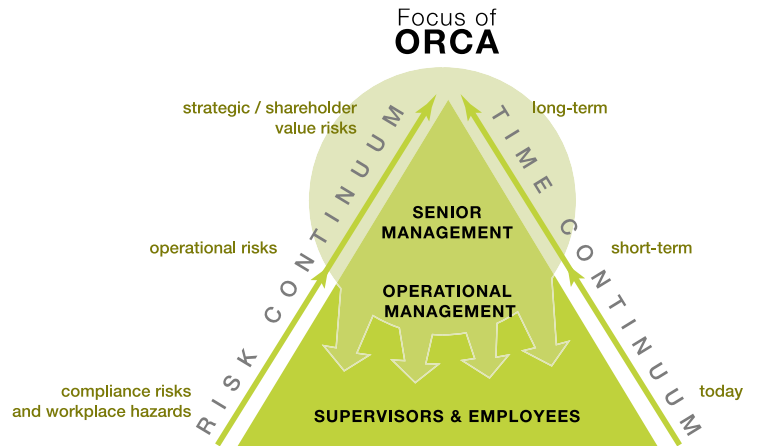 Focus of
ORCA
strategic / shareholder
value risks
long-term
RISK CONTINUUM
TIME CONTINUUM
SENIOR
MANAGEMENT
operational risks
short-term
OPERATIONAL
MANAGEMENT
compliance risks
and workplace hazards
today
SUPERVISORS & EMPLOYEES